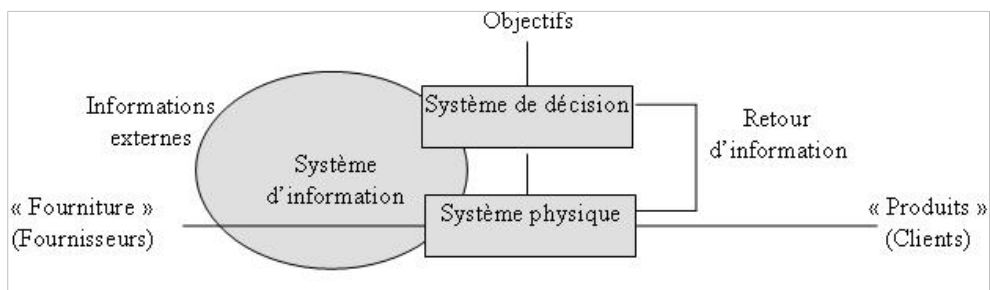 Objectifs
Informations
externes
Système de décision
Retour
d'information
Système
d'information
« Fourniture »
(Fournisseurs)
Système physique
« Produits »
(Clients)